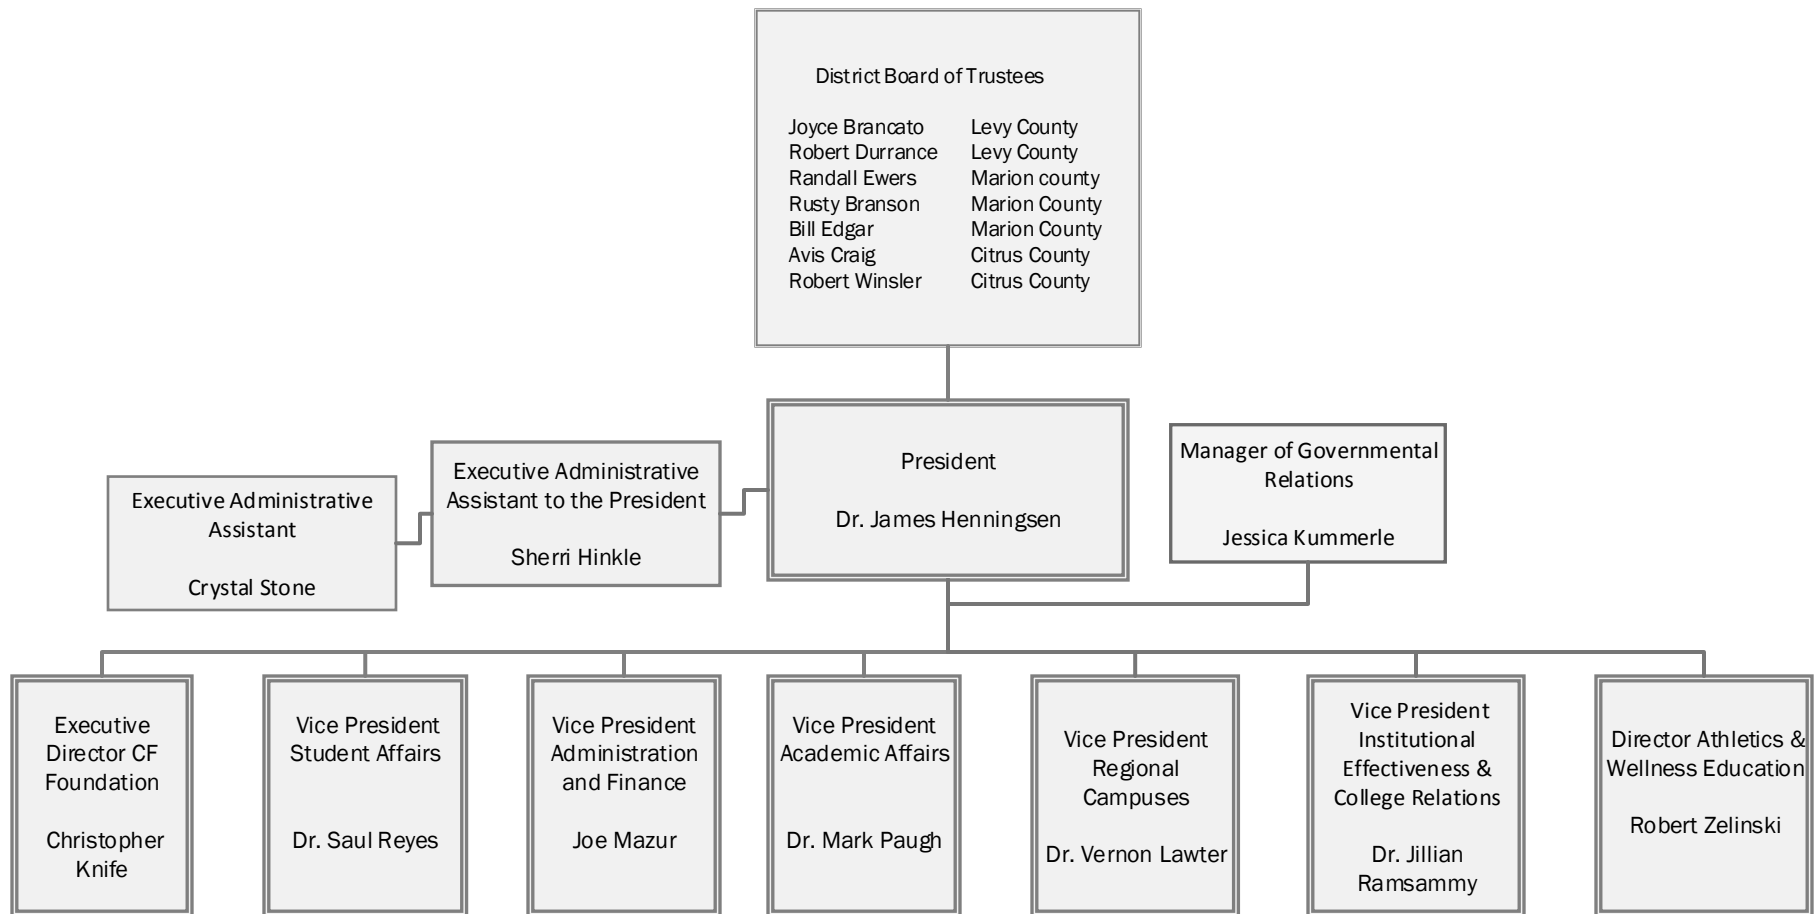 District Board of Trustees
Joyce Brancato Levy County
Robert Durrance Levy County
Randall Ewers Marion county
Rusty Branson Marion County
Bill Edgar Marion County
Avis Craig Citrus County
Robert Winsler Citrus County
President
Dr. James Henningsen
Executive Administrative
Assistant to the President
Sherri Hinkle
Executive Administrative
Assistant
Crystal Stone
Manager of Governmental
Relations
Jessica Kummerle
Executive
Director CF
Foundation
Christopher
Knife
Vice President
Student Affairs
Dr. Saul Reyes
Vice President
Administration
and Finance
Joe Mazur
Vice President
Academic Affairs
Dr. Mark Paugh
Vice President
Regional
Campuses
Dr. Vernon Lawter
Vice President
Institutional
Effectiveness &
College Relations
Dr. Jillian
Ramsammy
Director Athletics &
Wellness Education
Robert Zelinski